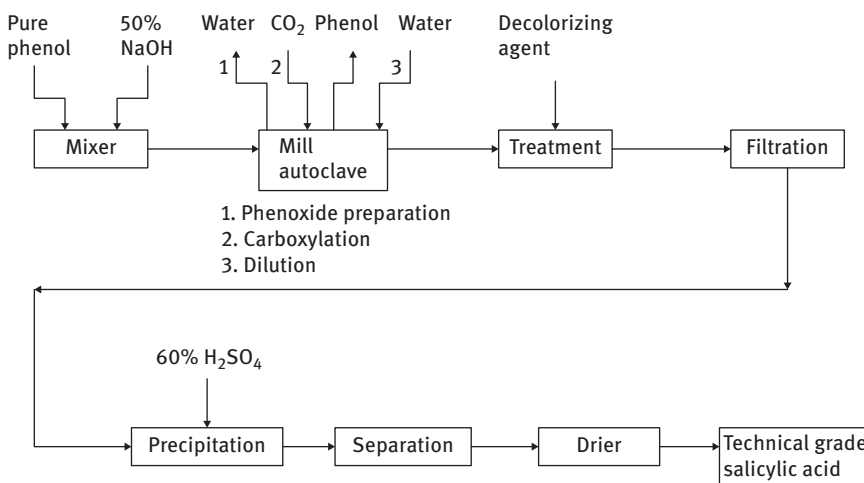 Pure
phenol
50%
NaOH
Water
CO₂
Phenol
Water
Decolorizing
agent
1
2
3
Mixer
Mill
autoclave
Treatment
Filtration
1. Phenoxide preparation
2. Carboxylation
3. Dilution
60% H₂SO₄
Precipitation
Separation
Drier
Technical grade
salicylic acid